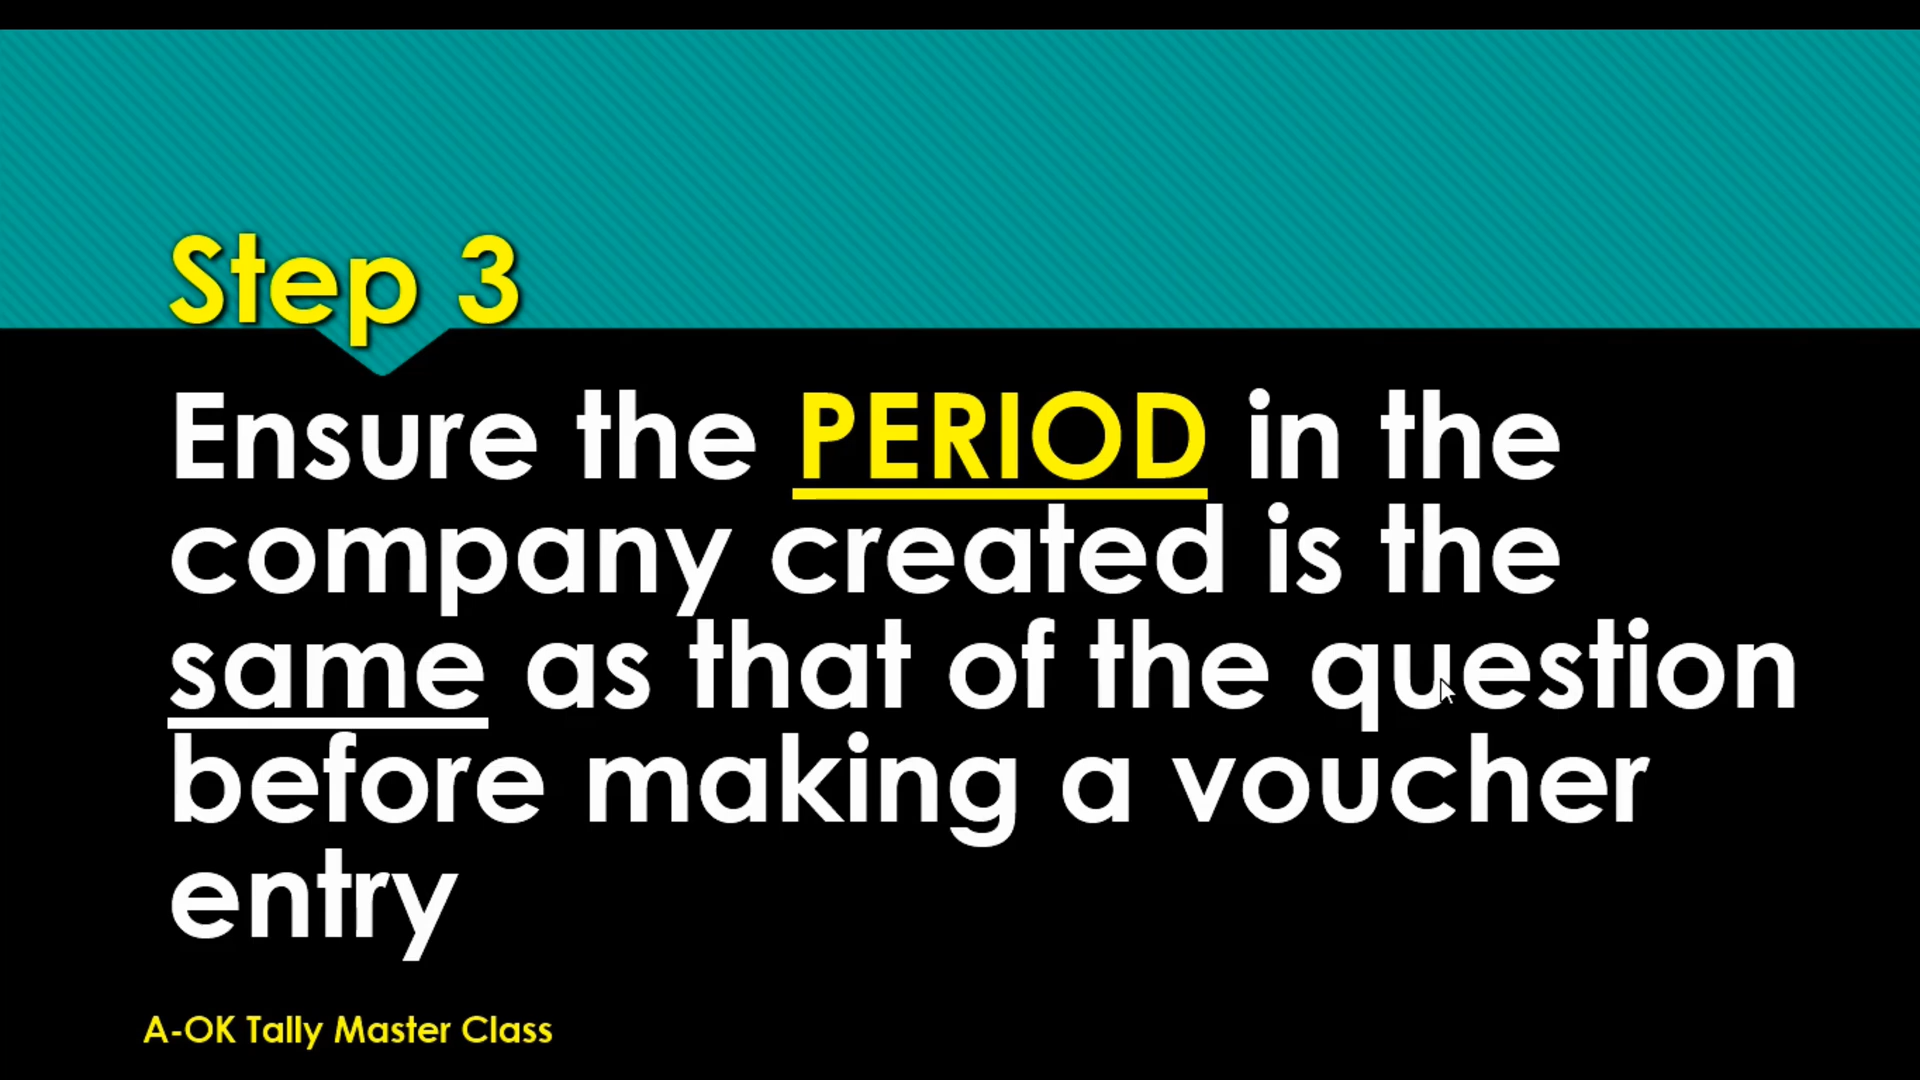 Step 3
Ensure the PERIOD in the
company created is the
same as that of the question
before making a voucher
entry
A-OK Tally Master Class